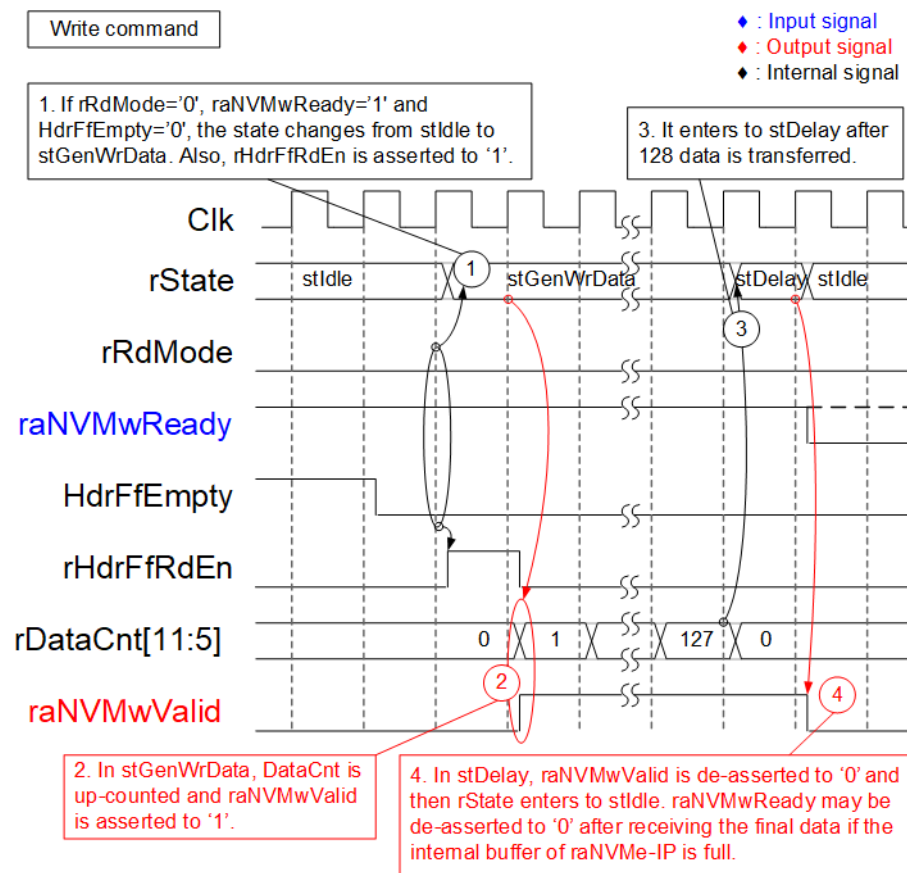 Write command
♦ : Input signal
♦ : Output signal
♦ : Internal signal
1. If rRdMode=’0’, raNVMwReady=’1' and
HdrFfEmpty=’0’, the state changes from stIdle to
stGenWrData. Also, rHdrFfRdEn is asserted to ‘1’.
3. It enters to stDelay after
128 data is transferred.
Clk
rState
stIdle
1
stGenWrData
stDelay
stIdle
3
rRdMode
raNVMwReady
HdrFfEmpty
rHdrFfRdEn
rDataCnt[11:5]
0
1
127
0
2
raNVMwValid
4
2. In stGenWrData, DataCnt is
up-counted and raNVMwValid
is asserted to ‘1’.
4. In stDelay, raNVMwValid is de-asserted to ‘0’ and
then rState enters to stIdle. raNVMwReady may be
de-asserted to ‘0’ after receiving the final data if the
internal buffer of raNVMe-IP is full.